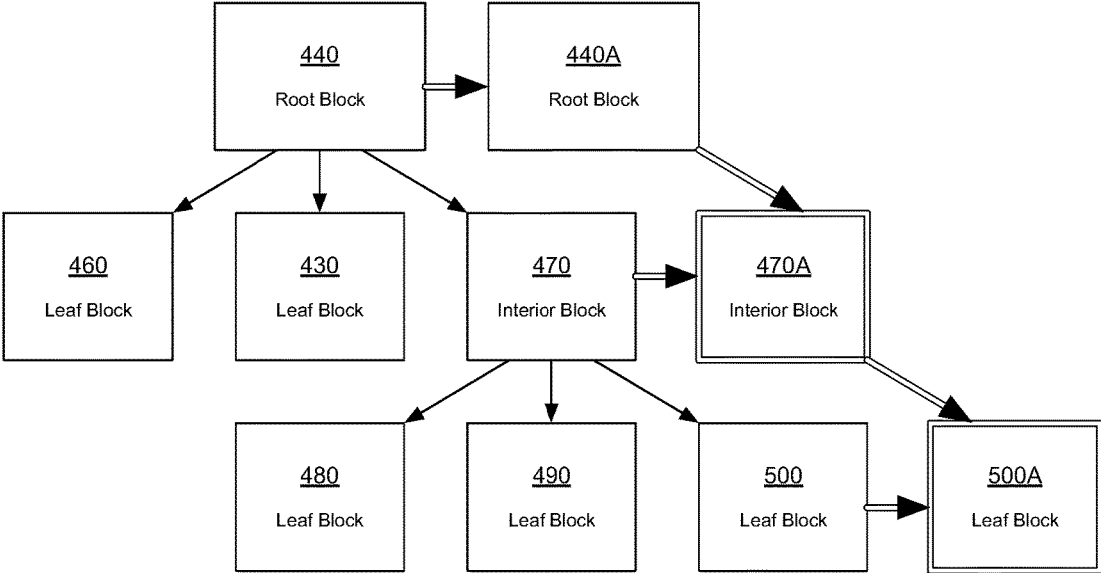 440
Root Block
440A
Root Block
460
Leaf Block
430
Leaf Block
470
Interior Block
470A
Interior Block
480
Leaf Block
490
Leaf Block
500
Leaf Block
500A
Leaf Block